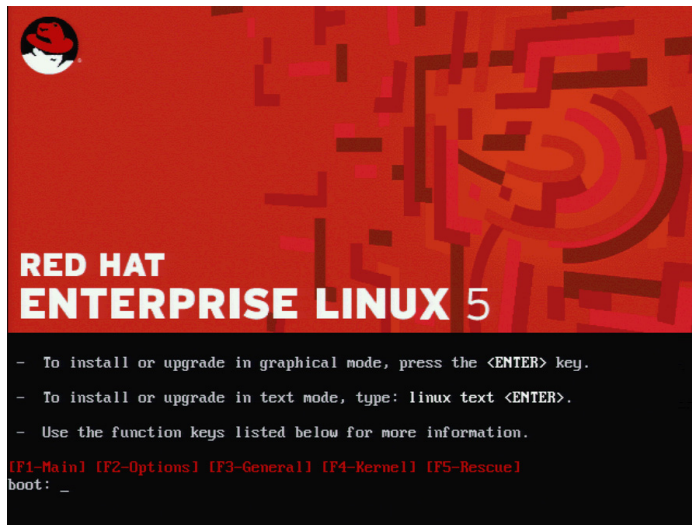 RED HAT
ENTERPRISE LINUX 5
- To install or upgrade in graphical mode, press the <ENTER> key.
- To install or upgrade in text mode, type: linux text <ENTER>.
- Use the function keys listed below for more information.
[F1-Main] [F2-Options] [F3-General] [F4-Kernel] [F5-Rescue]
boot: _